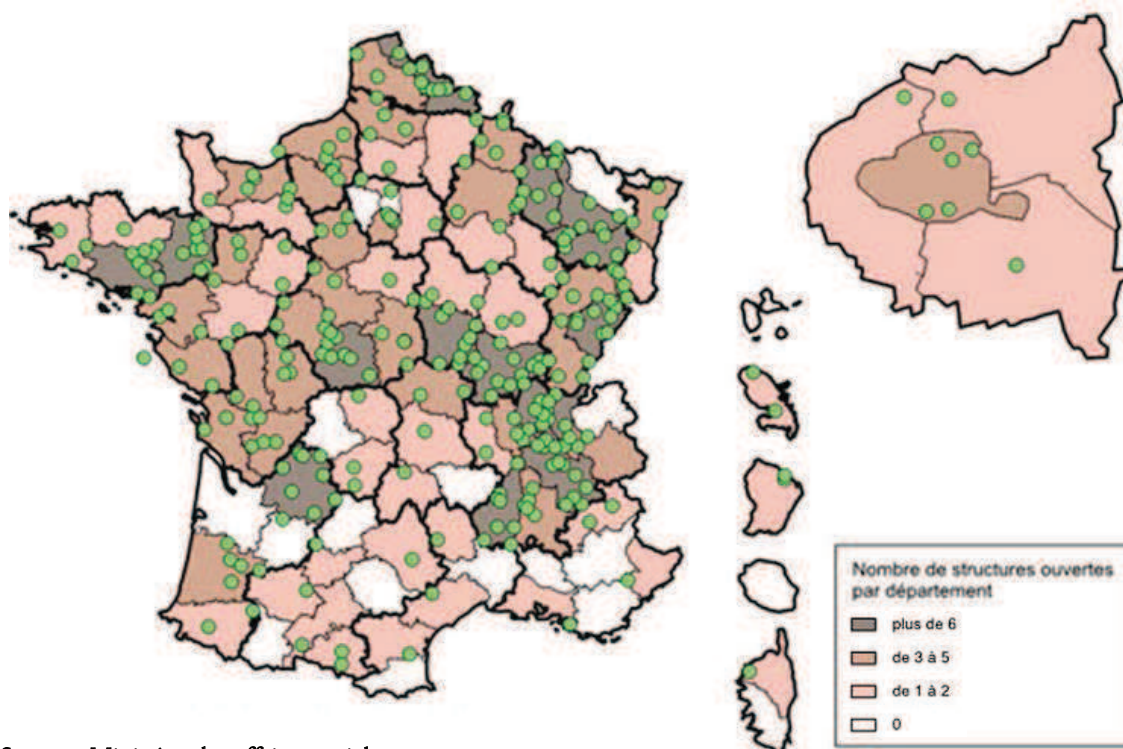 Nombre de structures ouvertes
par département
plus de 6
de 3 à 5
de 1 à 2
0